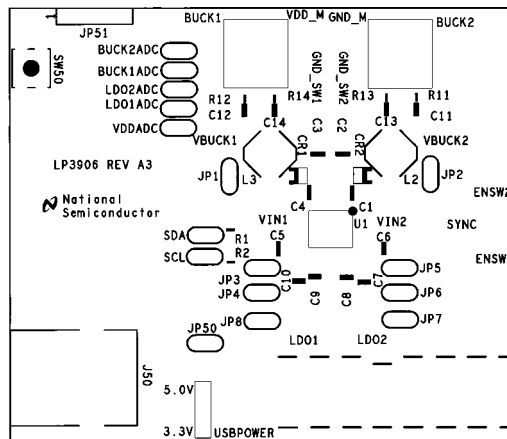 1
JP51
BUCK1
VDD_M
GND_M
BUCK2
SW50
BUCK2ADC
BUCK1ADC
LDO2ADC
LDO1ADC
VDDADC
GND_SW1
GND_SW2
R12
R14
R13
R11
C12
C14
C3
C2
C13
C11
VBUCK1
CR1
CR2
VBUCK2
LP3906 REV A3
JP1
L3
L2
JP2
National
Semiconductor
ENSW2
C4
C1
U1
VIN1
VIN2
SYNC
SDA
R1
C5
C6
SCL
R2
ENSW
JP3
JP5
C10
C9
C8
C7
JP4
JP6
JP8
JP7
JP50
LDO1
LDO2
J50
5.0V
3.3V
USBPOWER